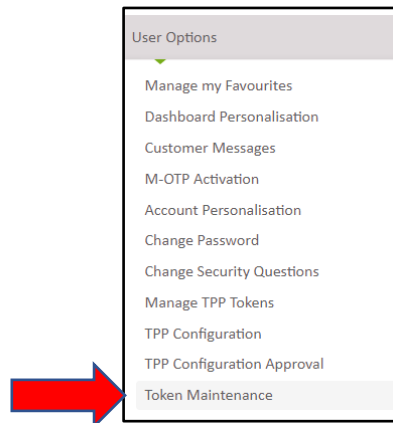 User Options
Manage my Favourites
Dashboard Personalisation
Customer Messages
M-OTP Activation
Account Personalisation
Change Password
Change Security Questions
Manage TPP Tokens
TPP Configuration
TPP Configuration Approval
Token Maintenance